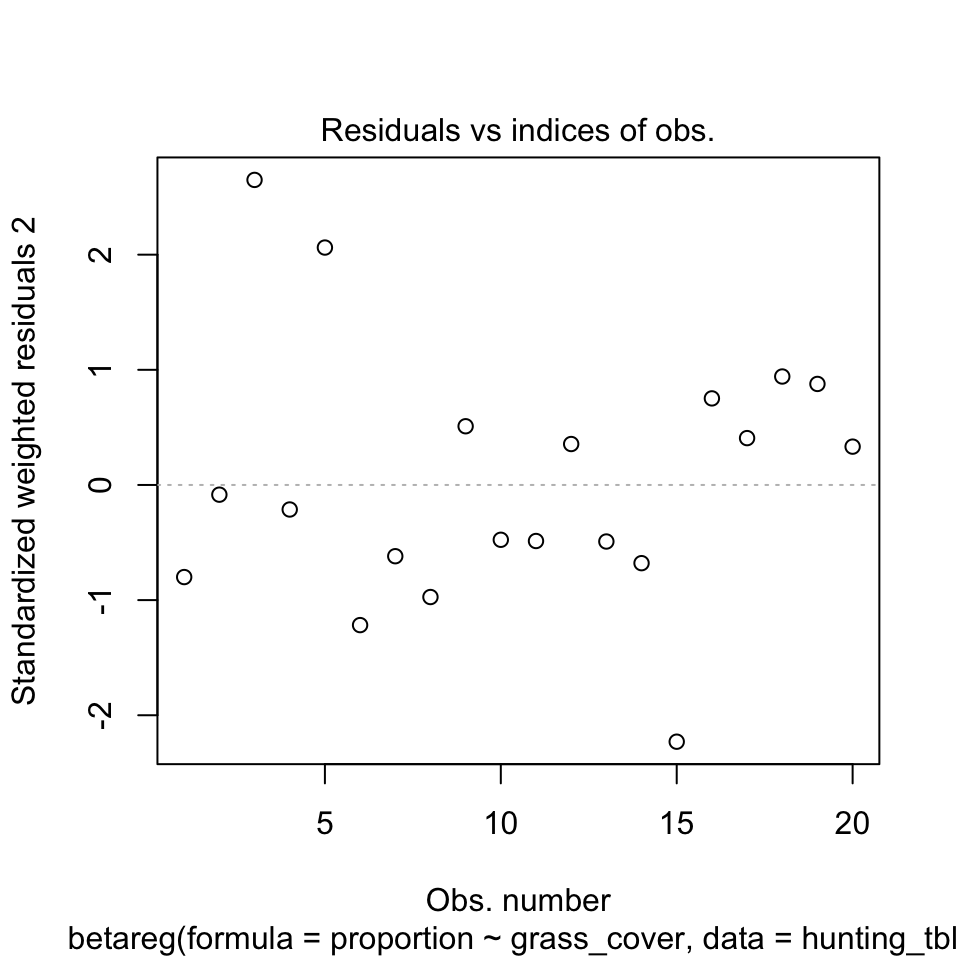 Residuals vs indices of obs.
Standardized weighted residuals 2
2
1
0
-1
-2
5 10 15 20
Obs. number
betareg(formula = proportion ~ grass_cover, data = hunting_tbl